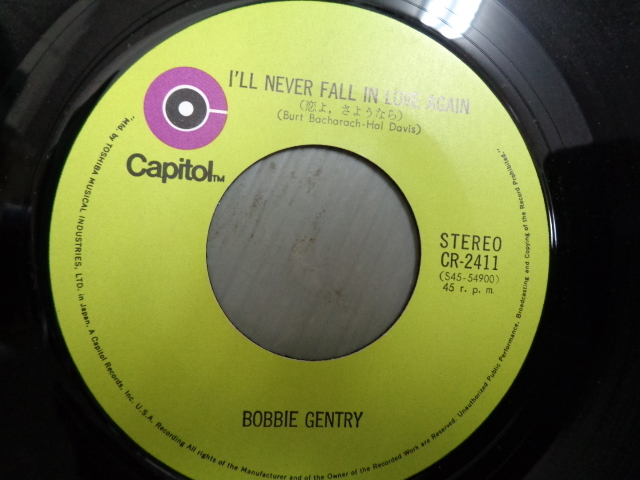 I'LL NEVER FALL IN LOVE AGAIN
(恋よ, さようなら)
(Burt Bacharach-Hal Davis)
Capitol TM
STEREO
CR-2411
(S45-54900)
45 r. p. m.
BOBBIE GENTRY
"Mfd. by TOSHIBA MUSICAL INDUSTRIES, LTD. in Japan. A Capitol Records, Inc. U.S.A. Recording All rights of the Manufacturer and of the Owner of the Recorded Work are Reserved. Unauthorized Public Performance, Broadcasting and Copying of the Record Prohibited."